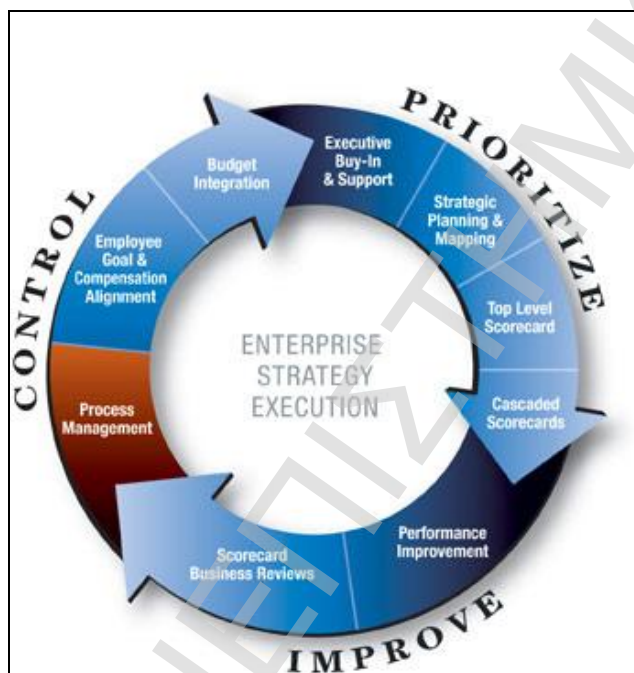 PRIORITIZE
Executive
Buy-In
& Support
Strategic
Planning &
Mapping
Top Level
Scorecard
Cascaded
Scorecards
IMPROVE
Performance
Improvement
Scorecard
Business Reviews
CONTROL
Process
Management
Employee
Goal &
Compensation
Alignment
Budget
Integration
ENTERPRISE
STRATEGY
EXECUTION